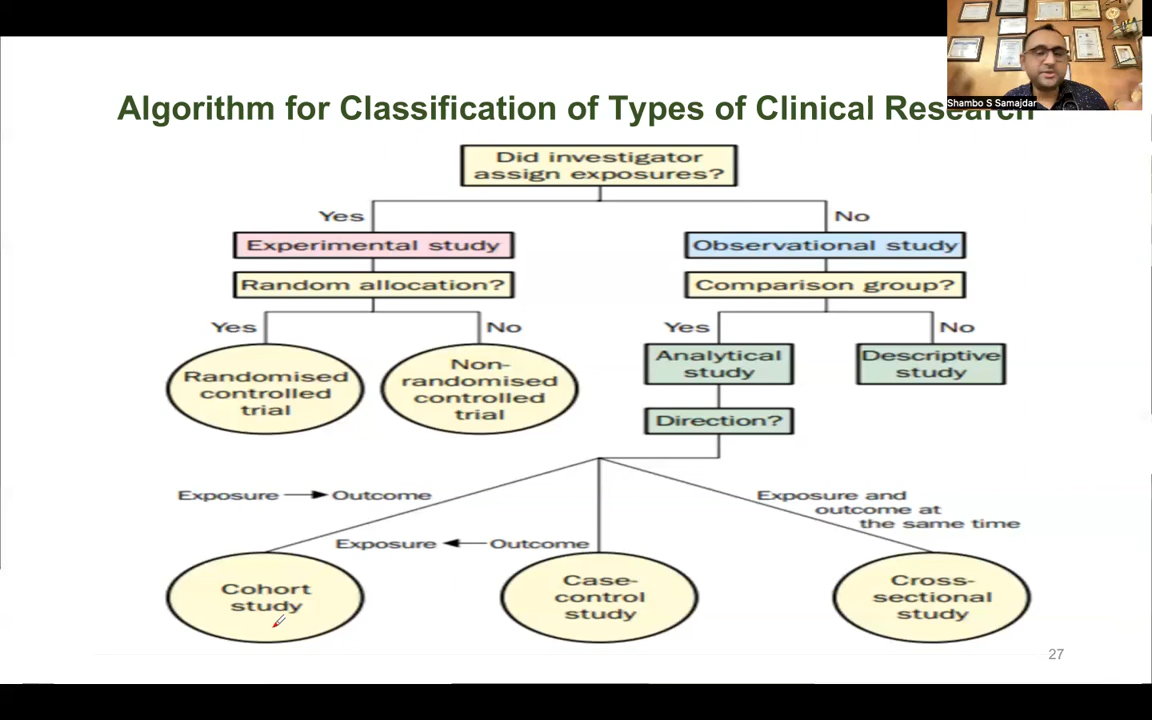 Shambo S Samajdar
Algorithm for Classification of Types of Clinical Research
Did investigator
assign exposures?
Yes
No
Experimental study
Observational study
Random allocation?
Comparison group?
Yes
No
Yes
No
Randomised
controlled
trial
Non-
randomised
controlled
trial
Analytical
study
Descriptive
study
Direction?
Exposure
Outcome
Exposure
Outcome
Exposure and
outcome at
the same time
Cohort
study
Case-
control
study
Cross-
sectional
study
27